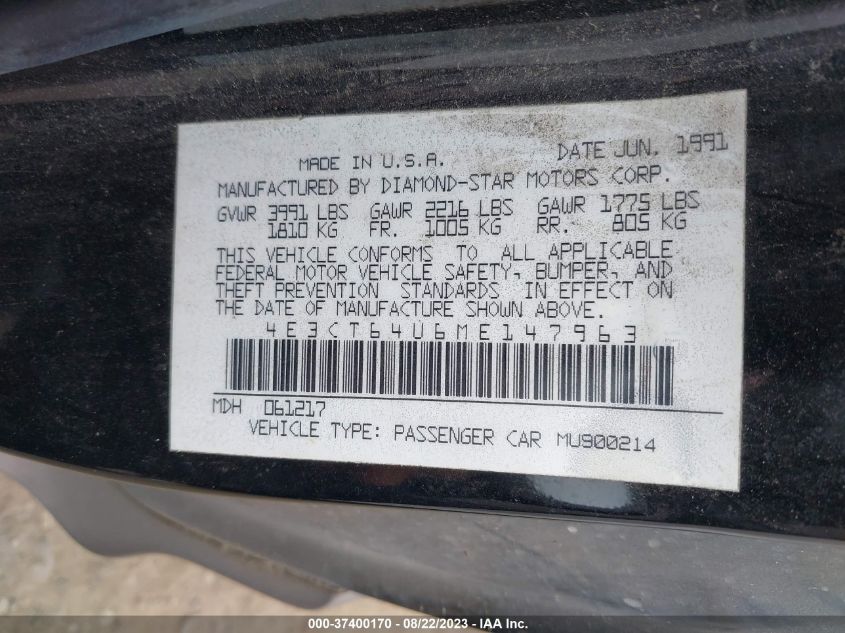 MADE IN U.S.A. DATE JUN. 1991
MANUFACTURED BY DIAMOND-STAR MOTORS CORP.
GVWR 3991 LBS GAWR 2216 LBS GAWR 1775 LBS
1810 KG FR. 1005 KG RR. 805 KG
THIS VEHICLE CONFORMS TO ALL APPLICABLE
FEDERAL MOTOR VEHICLE SAFETY, BUMPER, AND
THEFT PREVENTION STANDARDS IN EFFECT ON
THE DATE OF MANUFACTURE SHOWN ABOVE.
4E3CT64U6ME147963
MDH 061217
VEHICLE TYPE: PASSENGER CAR MU900214
000-37400170 - 08/22/2023 - IAA Inc.